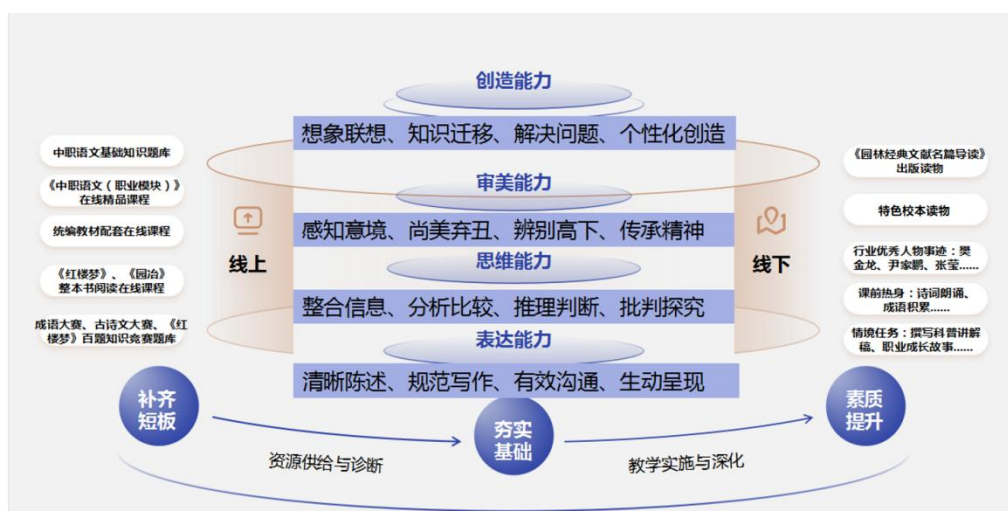 创造能力
想象联想、知识迁移、解决问题、个性化创造
审美能力
感知意境、尚美弃丑、辨别高下、传承精神
思维能力
整合信息、分析比较、推理判断、批判探究
表达能力
清晰陈述、规范写作、有效沟通、生动呈现
线上
中职语文基础知识题库
《中职语文（职业模块）》
在线精品课程
统编教材配套在线课程
《红楼梦》、《园冶》
整本书阅读在线课程
成语大赛、古诗文大赛、《红
楼梦》百题知识竞赛题库
线下
《园林经典文献名篇导读》
出版读物
特色校本读物
行业优秀人物事迹：樊
金龙、尹家鹏、张莹......
课前热身：诗词朗诵、
成语积累......
情境任务：撰写科普讲解
稿、职业成长故事......
补齐
短板
资源供给与诊断
夯实
基础
教学实施与深化
素质
提升